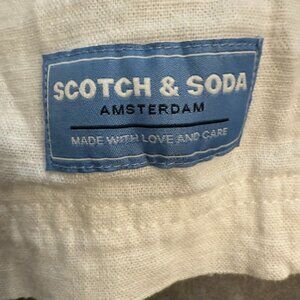 SCOTCH & SODA
AMSTERDAM
MADE WITH LOVE AND CARE